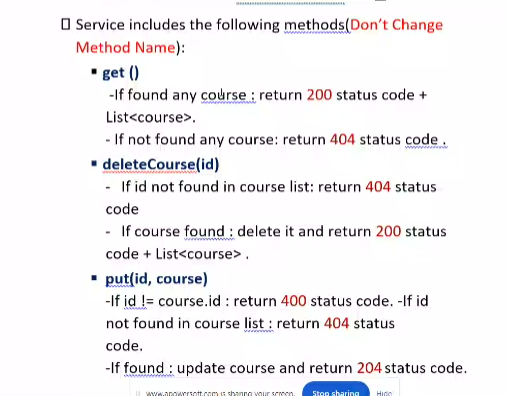 Service includes the following methods(Don't Change
Method Name):
▪ get ()
-If found any course : return 200 status code +
List<course>.
- If not found any course: return 404 status code .
▪ deleteCourse(id)
- If id not found in course list: return 404 status
code
- If course found : delete it and return 200 status
code + List<course> .
▪ put(id, course)
-If id != course.id : return 400 status code. -If id
not found in course list : return 404 status
code.
-If found : update course and return 204 status code.
www.apowersoft.com is sharing your screen. Stop sharing Hide